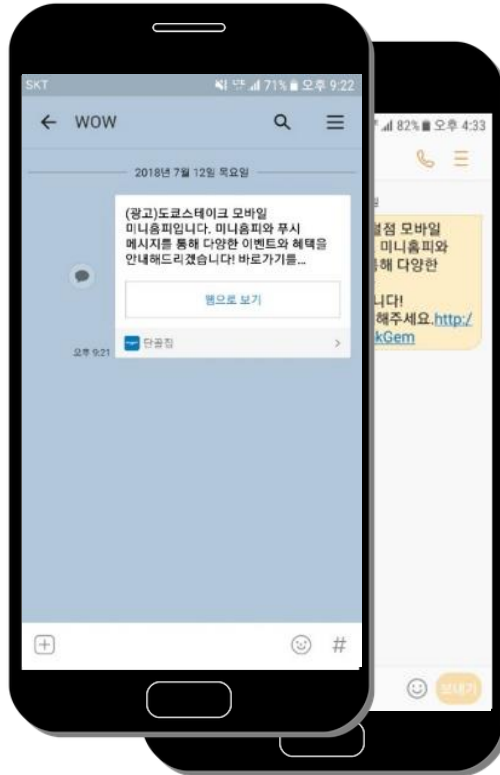 SKT 71% 오후 9:22
WOW
2018년 7월 12일 목요일
(광고)도쿄스테이크 모바일
미니홈피입니다. 미니홈피와 푸시
메시지를 통해 다양한 이벤트와 혜택을
안내해드리겠습니다! 바로가기를...
웹으로 보기
단골집
오후 9:21
#
82% 오후 4:33
점 모바일
미니홈피와
해 다양한
니다!
해주세요.http:/
kGem
보내기